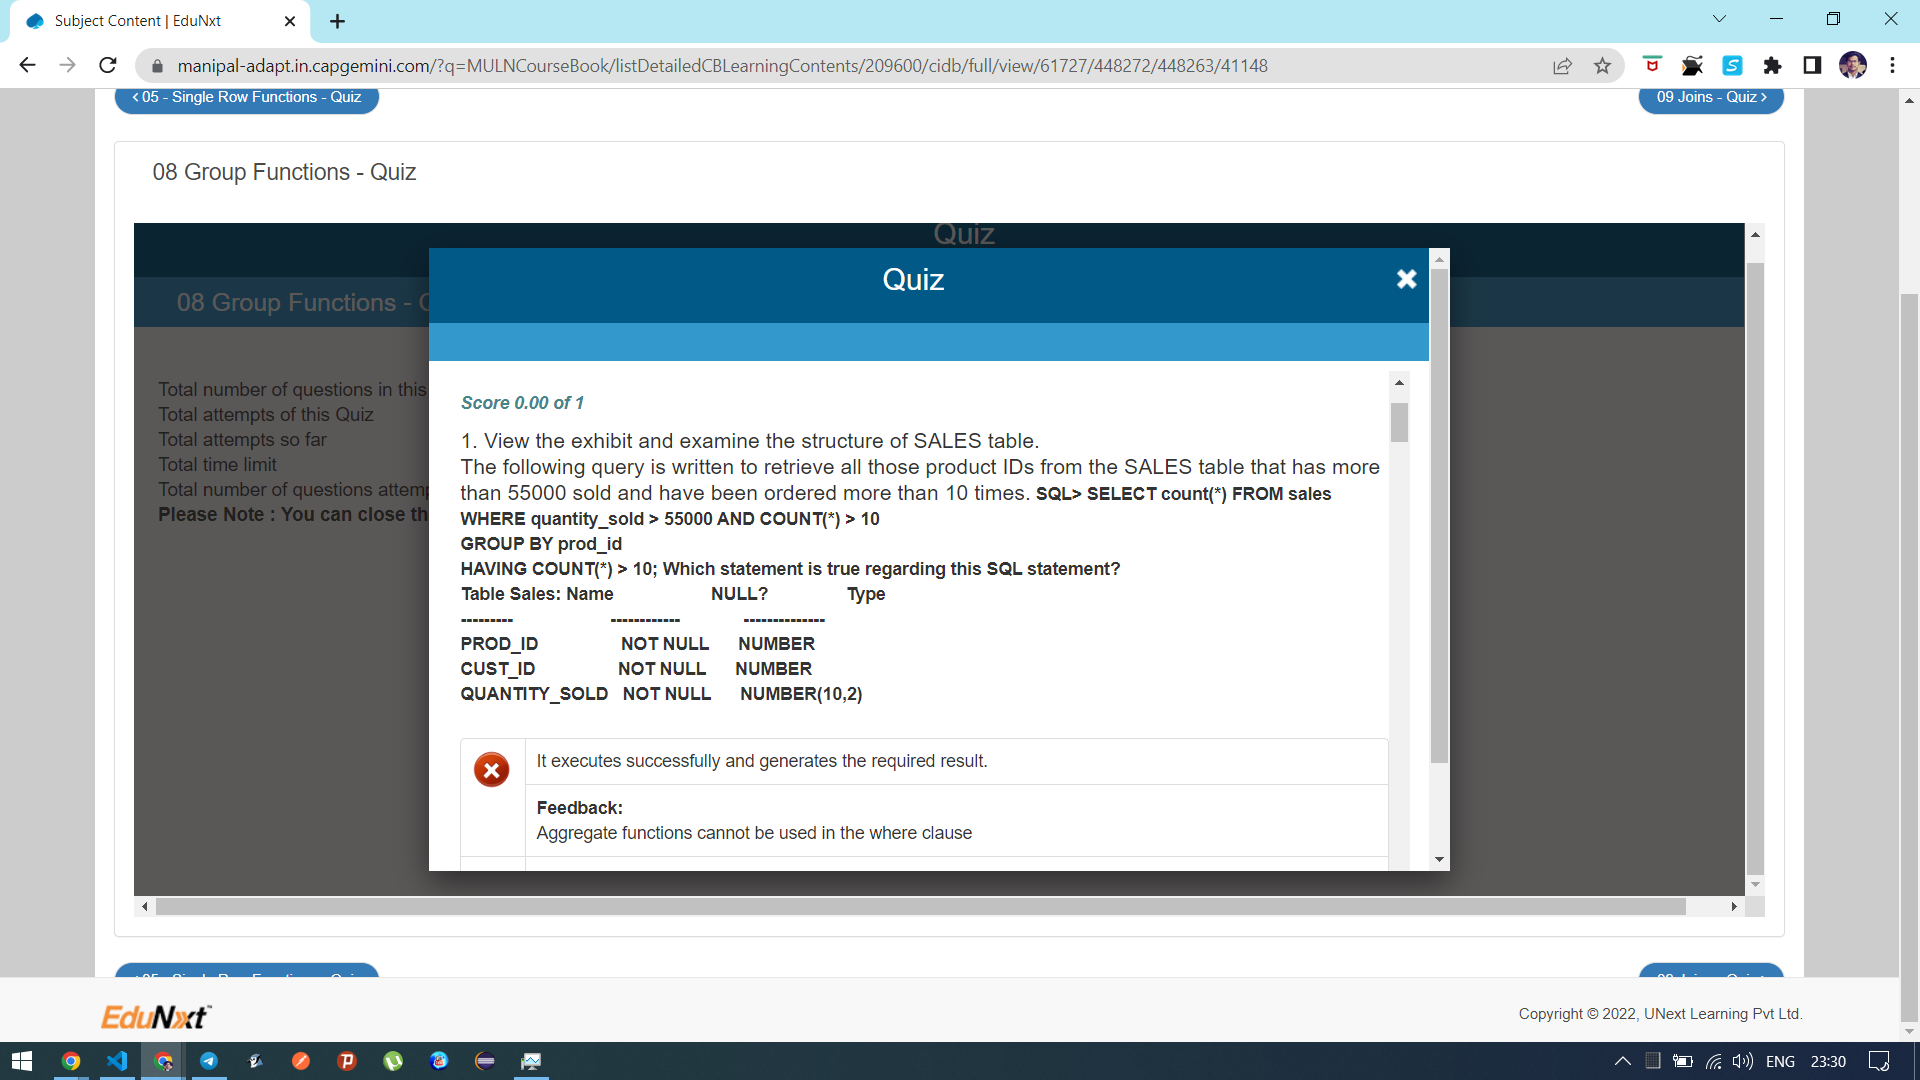 Subject Content | EduNxt
manipal-adapt.in.capgemini.com/?q=MULNCourseBook/listDetailedCBLearningContents/209600/cidb/full/view/61727/448272/448263/41148
< 05 - Single Row Functions - Quiz
09 Joins - Quiz >
08 Group Functions - Quiz
Quiz
08 Group Functions - Q
Quiz
Total number of questions in this
Total attempts of this Quiz
Total attempts so far
Total time limit
Total number of questions attemp
Please Note : You can close th
Score 0.00 of 1
1. View the exhibit and examine the structure of SALES table.
The following query is written to retrieve all those product IDs from the SALES table that has more
than 55000 sold and have been ordered more than 10 times. SQL> SELECT count(*) FROM sales
WHERE quantity_sold > 55000 AND COUNT(*) > 10
GROUP BY prod_id
HAVING COUNT(*) > 10; Which statement is true regarding this SQL statement?
Table Sales: Name NULL? Type
--------- ------------ --------------
PROD_ID NOT NULL NUMBER
CUST_ID NOT NULL NUMBER
QUANTITY_SOLD NOT NULL NUMBER(10,2)
It executes successfully and generates the required result.
Feedback:
Aggregate functions cannot be used in the where clause
EduNxt
Copyright © 2022, UNext Learning Pvt Ltd.
ENG 23:30